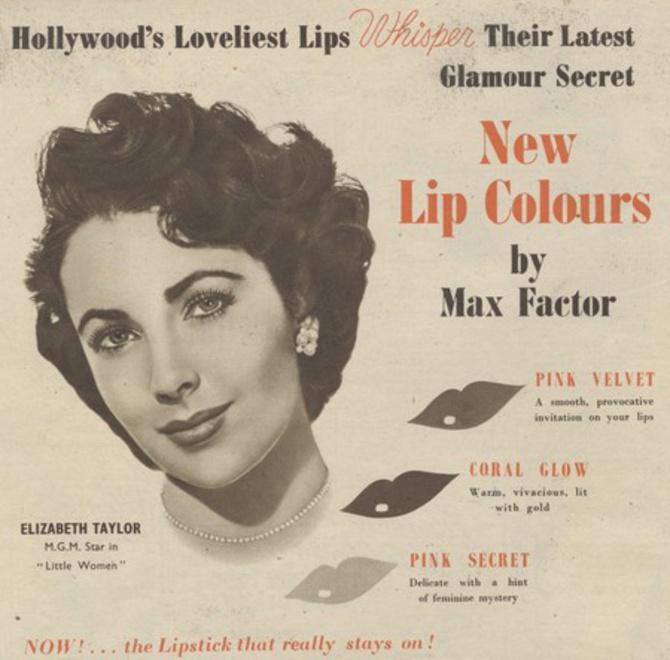 Hollywood's Loveliest Lips Whisper Their Latest
Glamour Secret
New
Lip Colours
by
Max Factor
PINK VELVET
A smooth, provocative
invitation on your lips
CORAL GLOW
Warm, vivacious, lit
with gold
ELIZABETH TAYLOR
M.G.M. Star in
"Little Women"
PINK SECRET
Delicate with a hint
of feminine mystery
NOW! ... the Lipstick that really stays on!